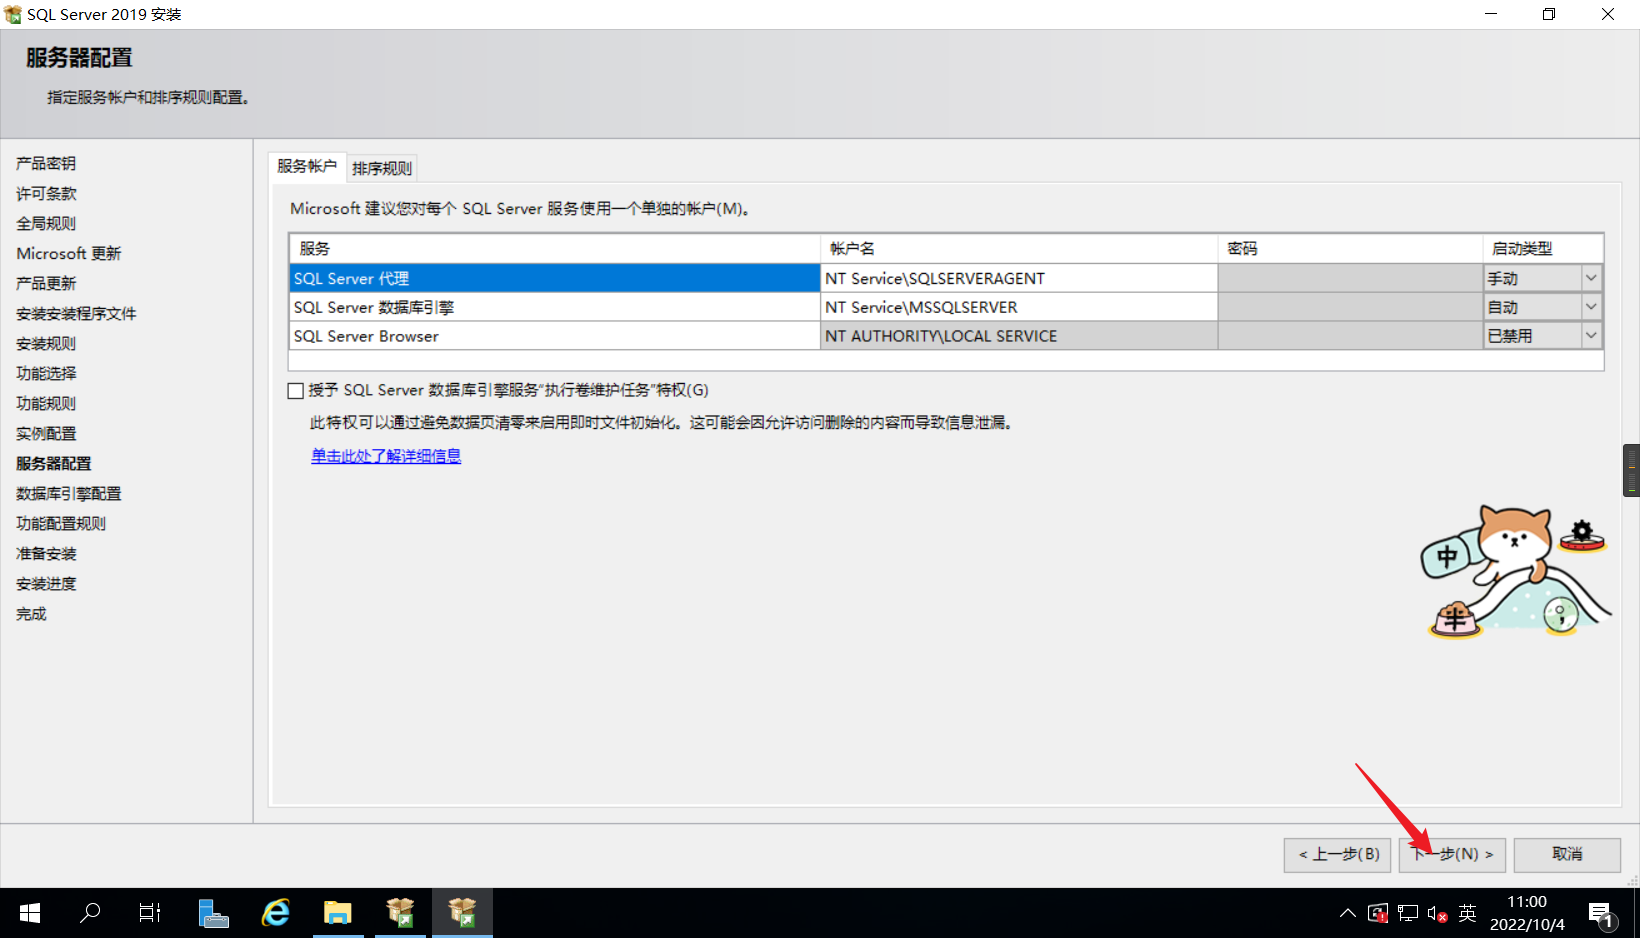 SQL Server 2019 安装
服务器配置
指定服务帐户和排序规则配置。
产品密钥
许可条款
全局规则
Microsoft 更新
产品更新
安装安装程序文件
安装规则
功能选择
功能规则
实例配置
服务器配置
数据库引擎配置
功能配置规则
准备安装
安装进度
完成
服务帐户 排序规则
Microsoft 建议您对每个 SQL Server 服务使用一个单独的帐户(M)。
服务 帐户名 密码 启动类型
SQL Server 代理 NT Service\SQLSERVERAGENT 手动
SQL Server 数据库引擎 NT Service\MSSQLSERVER 自动
SQL Server Browser NT AUTHORITY\LOCAL SERVICE 已禁用
授予 SQL Server 数据库引擎服务“执行卷维护任务”特权(G)
此特权可以通过避免数据页清零来启用即时文件初始化。这可能会因允许访问删除的内容而导致信息泄漏。
单击此处了解详细信息
中
半
< 上一步(B) 下一步(N) > 取消
英
11:00
2022/10/4
1